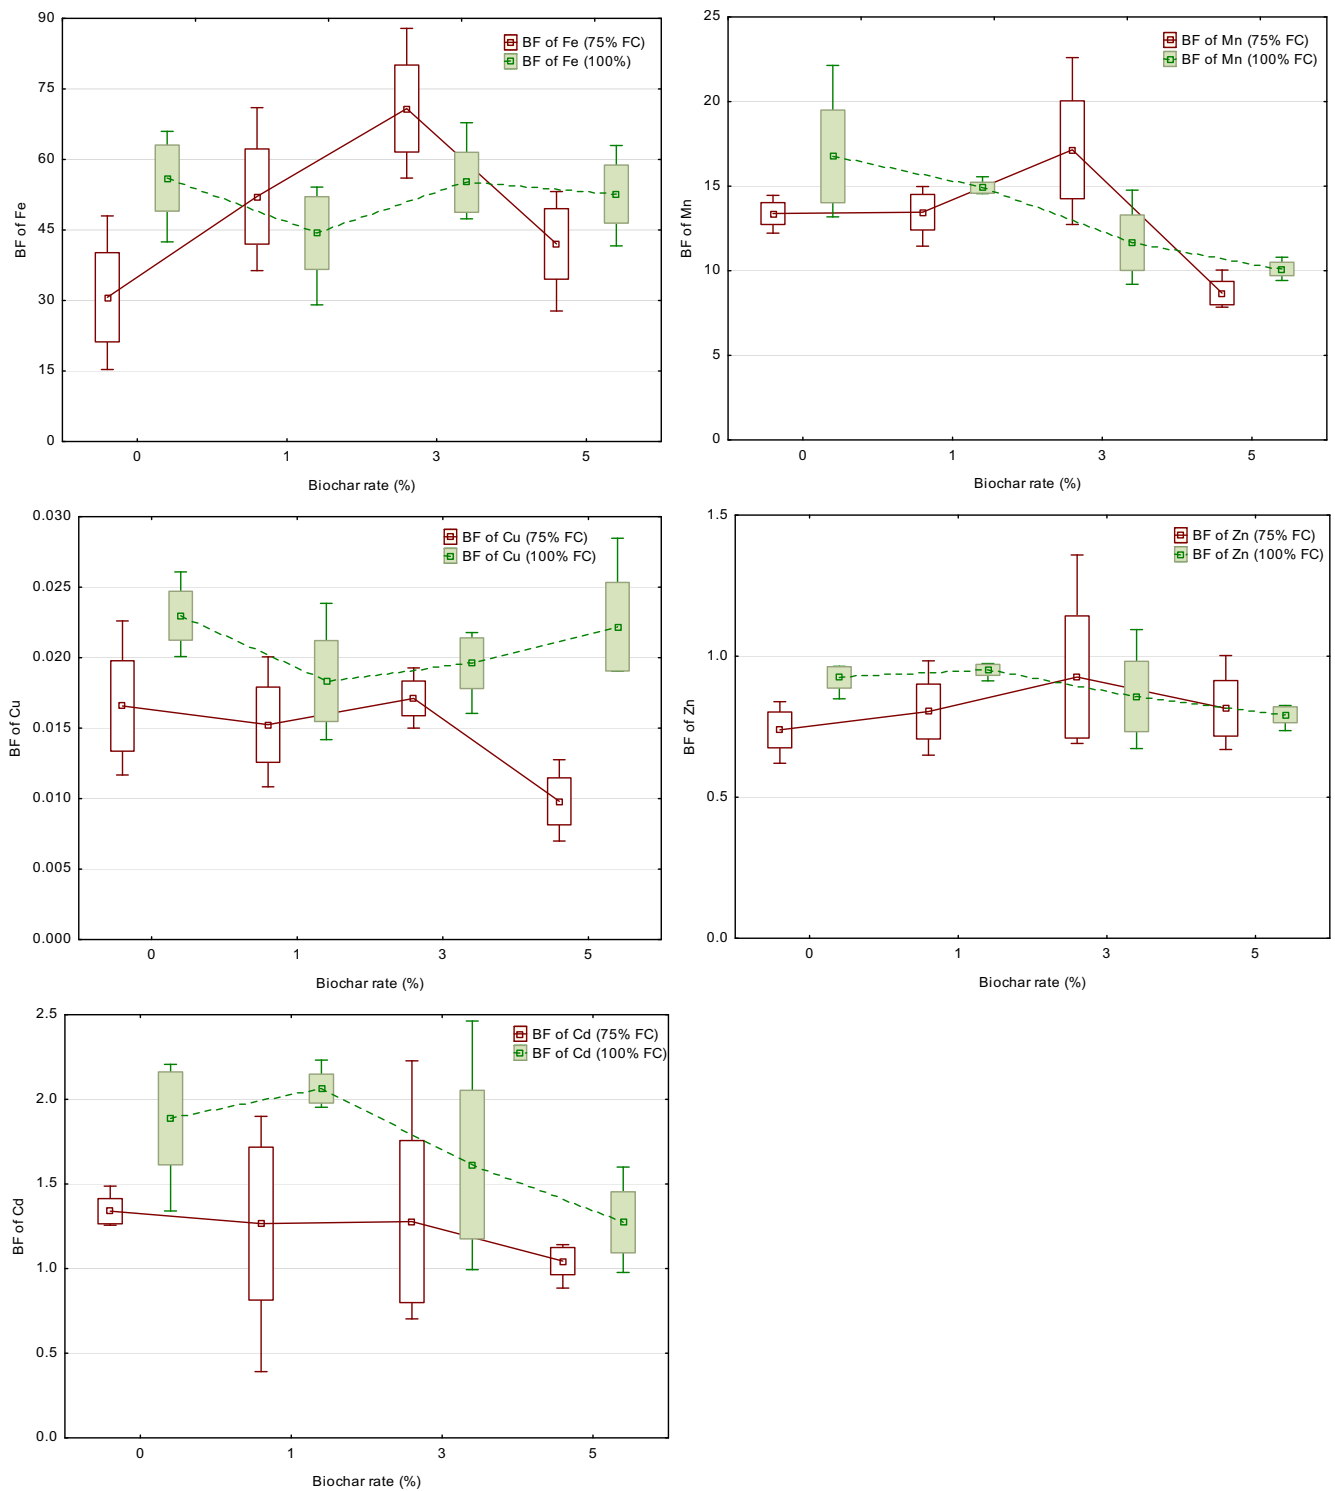 90
75
60
45
30
15
0
BF of Fe
BF of Fe (75% FC)
BF of Fe (100%)
0 1 3 5
Biochar rate (%)
25
20
15
10
5
0
BF of Mn
BF of Mn (75% FC)
BF of Mn (100% FC)
0 1 3 5
Biochar rate (%)
0.030
0.025
0.020
0.015
0.010
0.005
0.000
BF of Cu
BF of Cu (75% FC)
BF of Cu (100% FC)
0 1 3 5
Biochar rate (%)
1.5
1.0
0.5
0.0
BF of Zn
BF of Zn (75% FC)
BF of Zn (100% FC)
0 1 3 5
Biochar rate (%)
2.5
2.0
1.5
1.0
0.5
0.0
BF of Cd
BF of Cd (75% FC)
BF of Cd (100% FC)
0 1 3 5
Biochar rate (%)